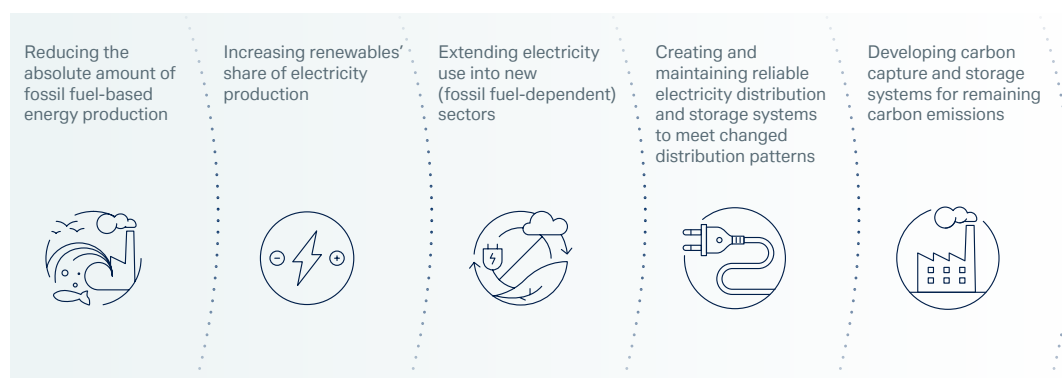 Reducing the
absolute amount of
fossil fuel-based
energy production
Increasing renewables’
share of electricity
production
Extending electricity
use into new
(fossil fuel-dependent)
sectors
Creating and
maintaining reliable
electricity distribution
and storage systems
to meet changed
distribution patterns
Developing carbon
capture and storage
systems for remaining
carbon emissions